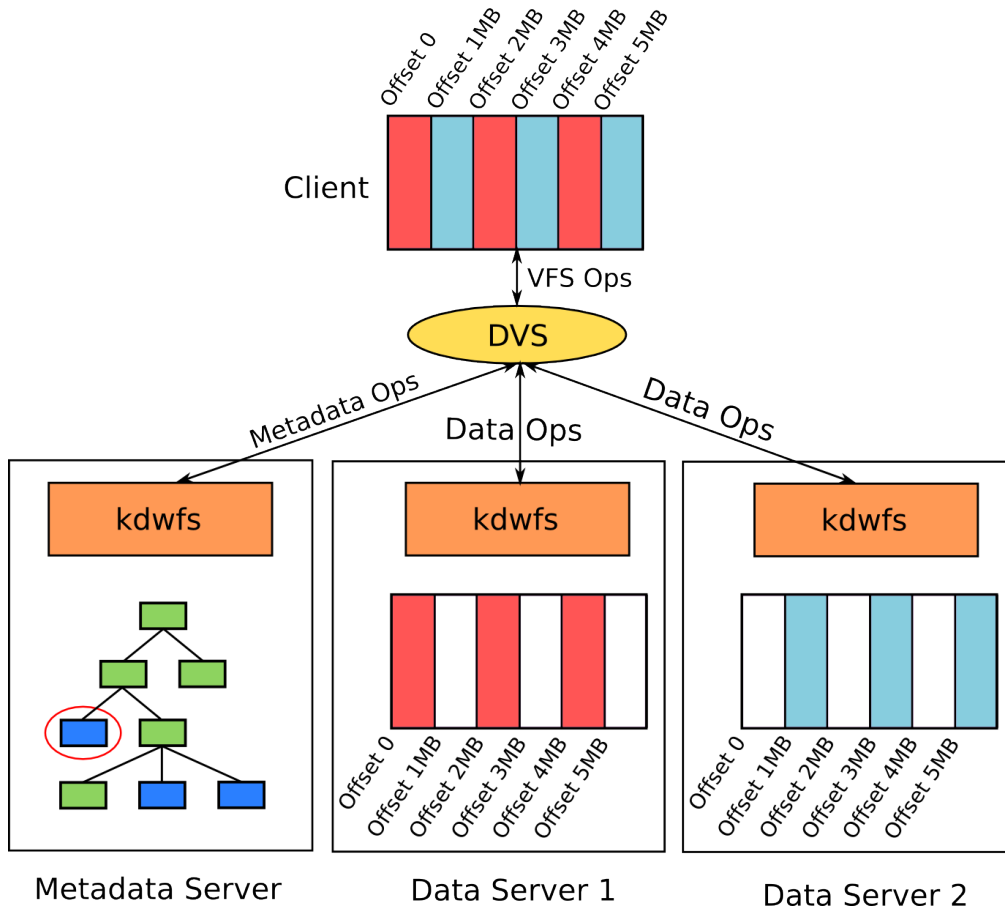 Offset 0
Offset 1MB
Offset 2MB
Offset 3MB
Offset 4MB
Offset 5MB
Client
VFS Ops
DVS
Metadada Ops
Data Ops
Data Ops
kdwfs
kdwfs
kdwfs
Offset 0
Offset 1MB
Offset 2MB
Offset 3MB
Offset 4MB
Offset 5MB
Offset 0
Offset 1MB
Offset 2MB
Offset 3MB
Offset 4MB
Offset 5MB
Metadata Server
Data Server 1
Data Server 2